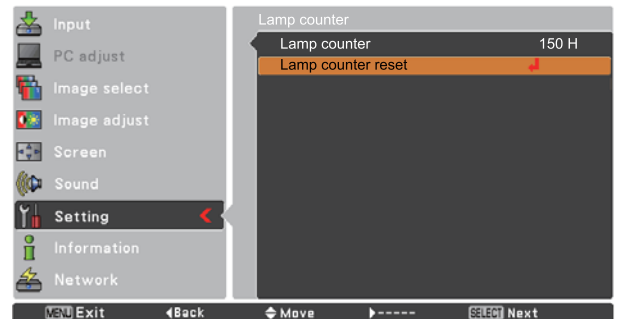 Input
PC adjust
Image select
Image adjust
Screen
Sound
Setting
Information
Network
Lamp counter
Lamp counter 150 H
Lamp counter reset
MENU Exit Back Move ----- SELECT Next